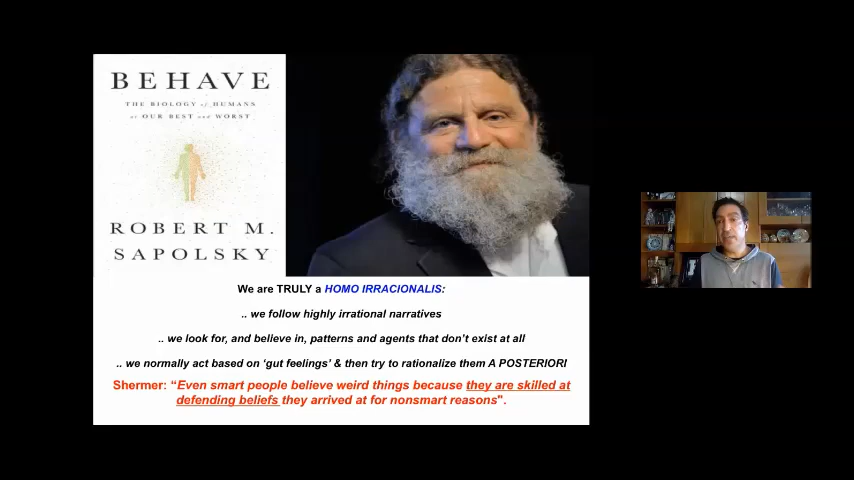 BEHAVE
THE BIOLOGY of HUMANS
at OUR BEST and WORST
ROBERT M.
SAPOLSKY
We are TRULY a HOMO IRRACIONALIS:
.. we follow highly irrational narratives
.. we look for, and believe in, patterns and agents that don't exist at all
.. we normally act based on 'gut feelings' & then try to rationalize them A POSTERIORI
Shermer: “Even smart people believe weird things because they are skilled at
defending beliefs they arrived at for nonsmart reasons".